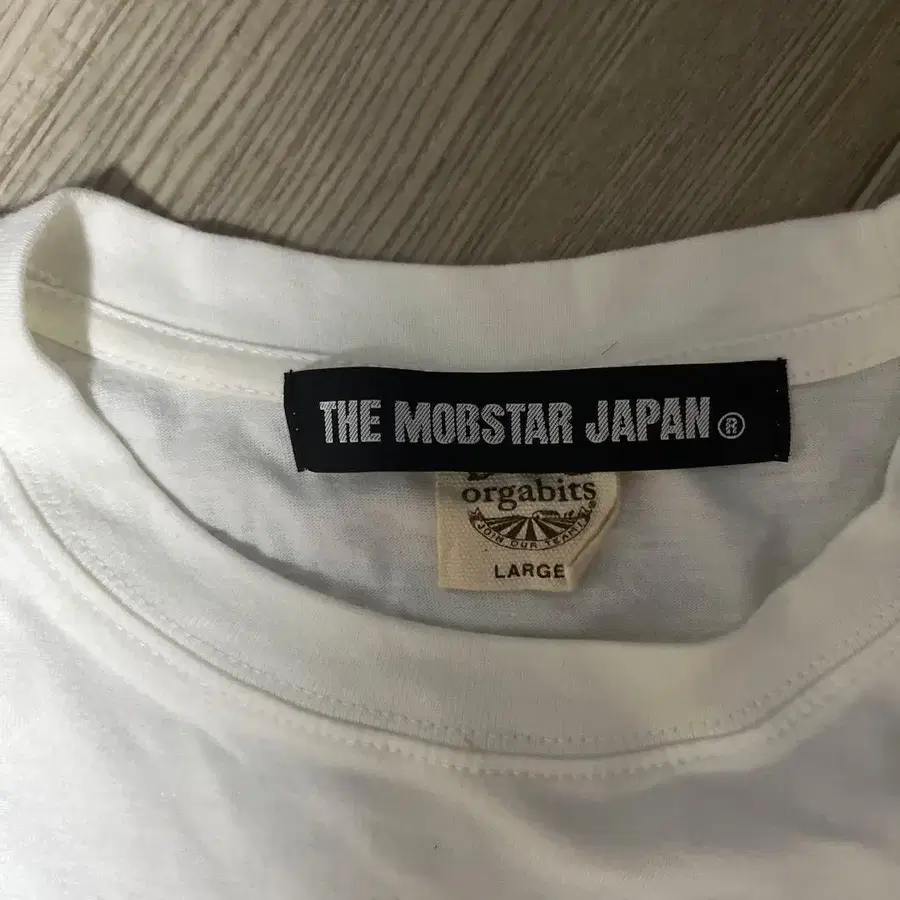 THE MOBSTAR JAPAN®
orgabits
JOIN OUR TEAM!
LARGE